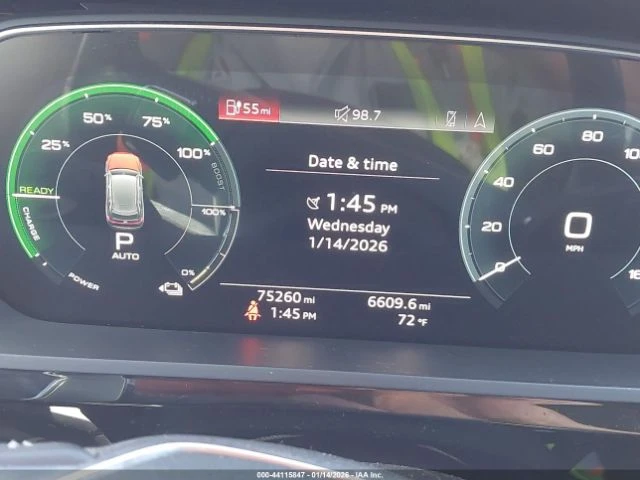 55mi
98.7
50%
75%
25%
100%
READY
CHARGE
POWER
BOOST
100%
0%
P
AUTO
Date & time
1:45 PM
Wednesday
1/14/2026
75260 mi
6609.6 mi
1:45 PM
72°F
80
60
40
20
0
0
MPH
000-44115847 - 01/14/2026 - IAA Inc.